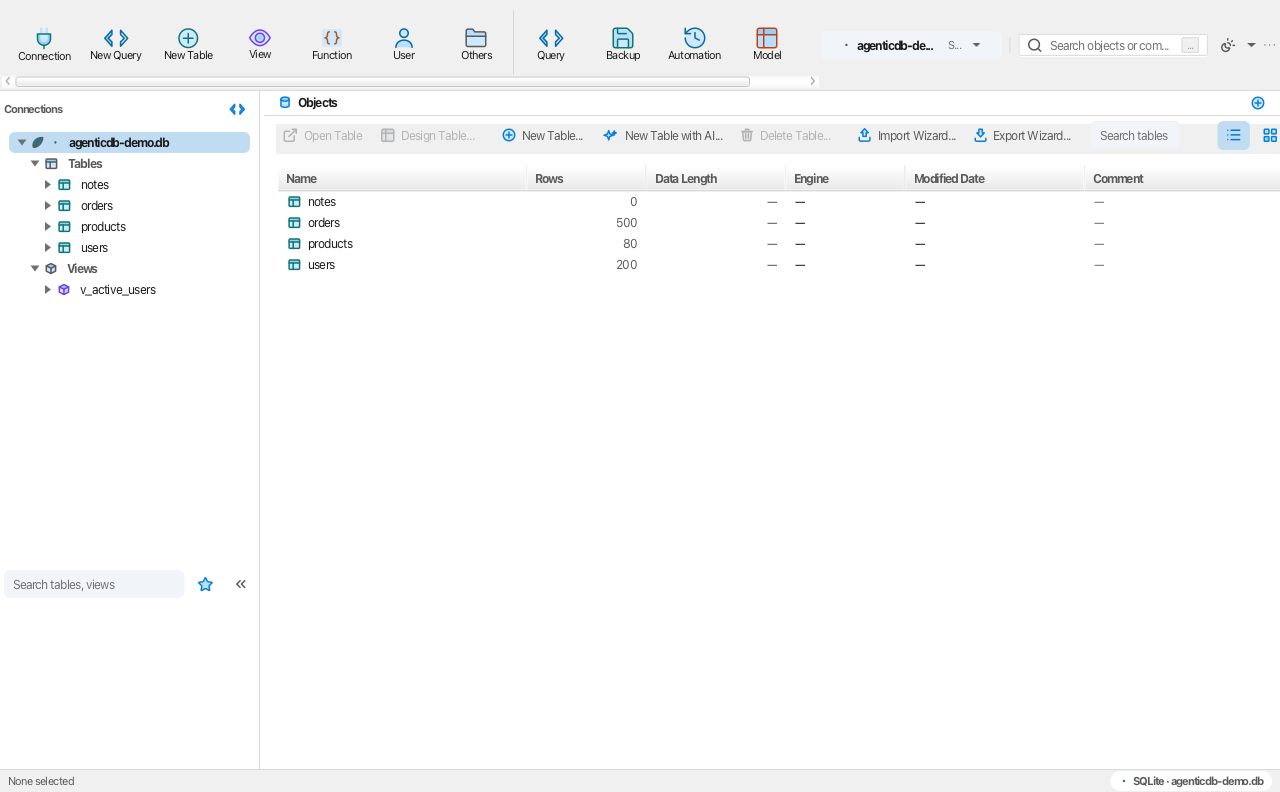 Connection
New Query
New Table
View
Function
User
Others
Query
Backup
Automation
Model
agenticdb-de...
S...
Search objects or com...
...
Connections
Objects
agenticdb-demo.db
Tables
notes
orders
products
users
Views
v_active_users
Search tables, views
Open Table
Design Table...
New Table...
New Table with AI...
Delete Table...
Import Wizard...
Export Wizard...
Search tables
Name Rows Data Length Engine Modified Date Comment
notes 0 — — — —
orders 500 — — — —
products 80 — — — —
users 200 — — — —
None selected
SQLite · agenticdb-demo.db